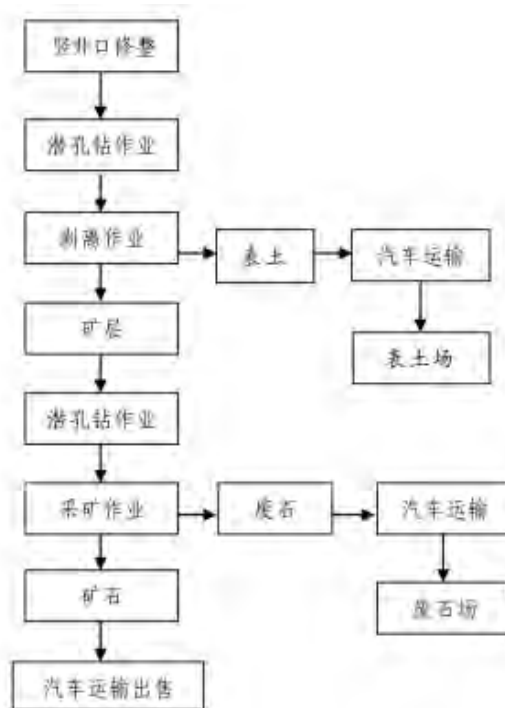 竖井口修整
潜孔钻作业
剥离作业
表土
汽车运输
矿层
表土场
潜孔钻作业
采矿作业
废石
汽车运输
矿石
废石场
汽车运输出售